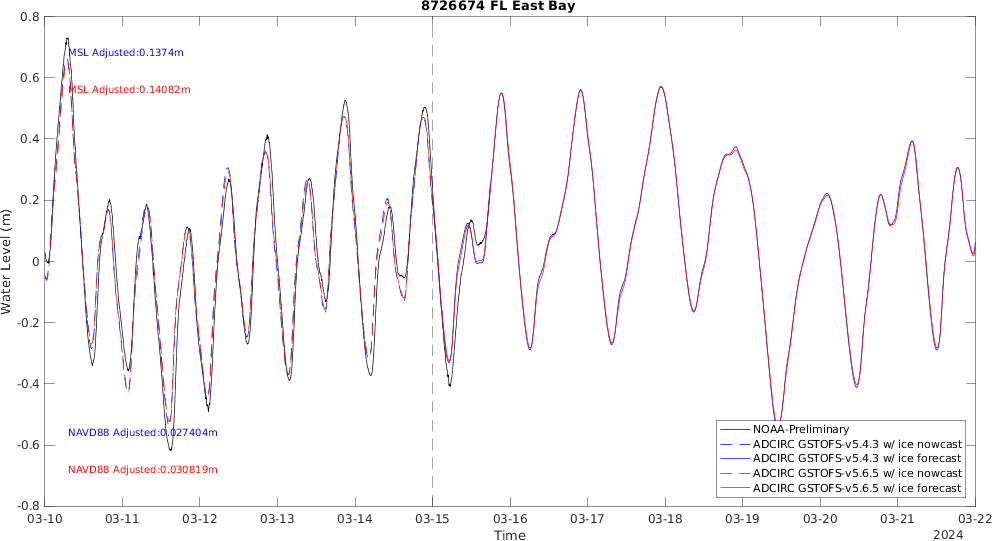 8726674 FL East Bay
0.8
0.6
0.4
0.2
0
-0.2
-0.4
-0.6
-0.8
Water Level (m)
MSL Adjusted:0.1374m
MSL Adjusted:0.14082m
NAVD88 Adjusted:0.027404m
NAVD88 Adjusted:0.030819m
NOAA-Preliminary
ADCIRC GSTOFS-v5.4.3 w/ ice nowcast
ADCIRC GSTOFS-v5.4.3 w/ ice forecast
ADCIRC GSTOFS-v5.6.5 w/ ice nowcast
ADCIRC GSTOFS-v5.6.5 w/ ice forecast
03-10 03-11 03-12 03-13 03-14 03-15 03-16 03-17 03-18 03-19 03-20 03-21 03-22
Time
2024